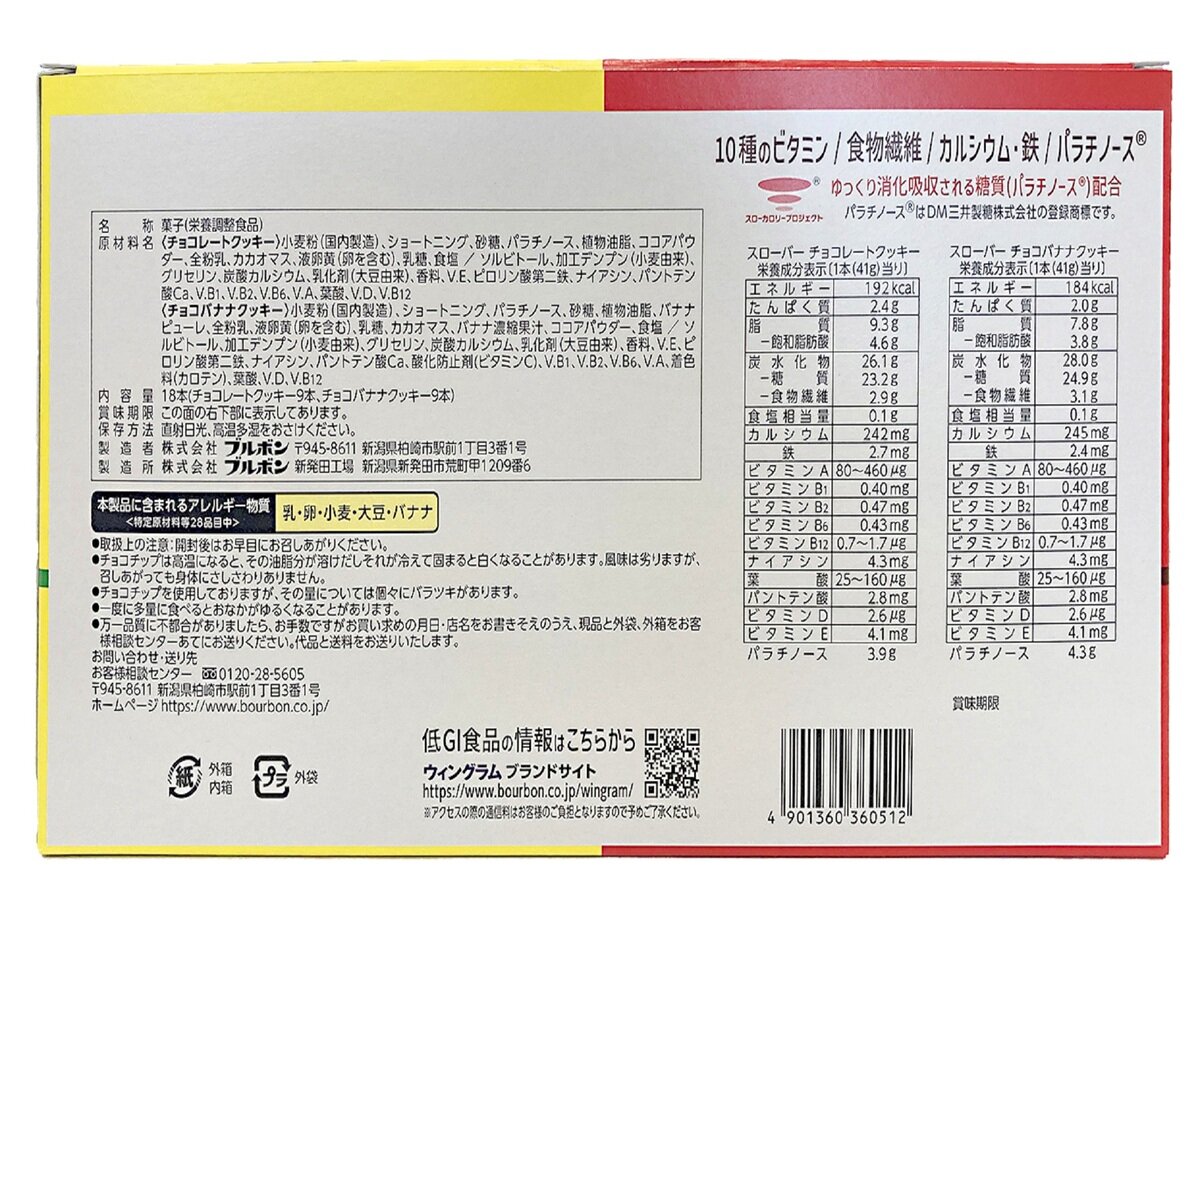 10種のビタミン/食物繊維/カルシウム・鉄/パラチノース®
スローカロリープロジェクト®
ゆっくり消化吸収される糖質(パラチノース®)配合
パラチノース®はDM三井製糖株式会社の登録商標です。
名称 菓子(栄養調整食品)
原材料名 〈チョコレートクッキー〉小麦粉(国内製造)、ショートニング、砂糖、パラチノース、植物油脂、ココアパウ
ダー、全粉乳、カカオマス、液卵黄(卵を含む)、乳糖、食塩/ソルビトール、加工デンプン(小麦由来)、
グリセリン、炭酸カルシウム、乳化剤(大豆由来)、香料、V.E、ピロリン酸第二鉄、ナイアシン、パントテン
酸Ca、V.B1、V.B2、V.B6、V.A、葉酸、V.D、V.B12
〈チョコバナナクッキー〉小麦粉(国内製造)、ショートニング、パラチノース、砂糖、植物油脂、バナナ
ピューレ、全粉乳、液卵黄(卵を含む)、乳糖、カカオマス、バナナ濃縮果汁、ココアパウダー、食塩/ソ
ルビトール、加工デンプン(小麦由来)、グリセリン、炭酸カルシウム、乳化剤(大豆由来)、香料、V.E、ピ
ロリン酸第二鉄、ナイアシン、パントテン酸Ca、酸化防止剤(ビタミンC)、V.B1、V.B2、V.B6、V.A、着色
料(カロテン)、葉酸、V.D、V.B12
内容量 18本(チョコレートクッキー9本、チョコバナナクッキー9本)
賞味期限 この面の右下部に表示してあります。
保存方法 直射日光、高温多湿をおさけください。
製造者 株式会社 ブルボン 〒945-8611 新潟県柏崎市駅前1丁目3番1号
製造所 株式会社 ブルボン 新発田工場 新潟県新発田市荒町甲1209番6
本製品に含まれるアレルギー物質
<特定原材料等28品目中>
乳・卵・小麦・大豆・バナナ
●取扱上の注意:開封後はお早目にお召しあがりください。
●チョコチップは高温になると、その油脂分が溶けだしそれが冷えて固まると白くなることがあります。風味は劣りますが、
召しあがっても身体にさしさわりありません。
●チョコチップを使用しておりますが、その量については個々にバラツキがあります。
●一度に多量に食べるとおなかがゆるくなることがあります。
●万一品質に不都合がありましたら、お手数ですがお買い求めの月日・店名をお書きそえのうえ、現品と外袋、外箱をお客
様相談センターあてにお送りください。代品と送料をお送りいたします。
お問い合わせ・送り先
お客様相談センター 0120-28-5605
〒945-8611 新潟県柏崎市駅前1丁目3番1号
ホームページ https://www.bourbon.co.jp/
紙 外箱
内箱
プラ 外袋
低GI食品の情報はこちらから
ウィングラム ブランドサイト
https://www.bourbon.co.jp/wingram/
※アクセスの際の通信料はお客様のご負担となりますので予めご了承ください。
スローバー チョコレートクッキー
栄養成分表示〔1本(41g)当り〕
エネルギー 192kcal
たんぱく質 2.4g
脂質 9.3g
-飽和脂肪酸 4.6g
炭水化物 26.1g
-糖質 23.2g
-食物繊維 2.9g
食塩相当量 0.1g
カルシウム 242mg
鉄 2.7mg
ビタミンA 80~460μg
ビタミンB1 0.40mg
ビタミンB2 0.47mg
ビタミンB6 0.43mg
ビタミンB12 0.7~1.7μg
ナイアシン 4.3mg
葉酸 25~160μg
パントテン酸 2.8mg
ビタミンD 2.6μg
ビタミンE 4.1mg
パラチノース 3.9g
スローバー チョコバナナクッキー
栄養成分表示〔1本(41g)当り〕
エネルギー 184kcal
たんぱく質 2.0g
脂質 7.8g
-飽和脂肪酸 3.8g
炭水化物 28.0g
-糖質 24.9g
-食物繊維 3.1g
食塩相当量 0.1g
カルシウム 245mg
鉄 2.4mg
ビタミンA 80~460μg
ビタミンB1 0.40mg
ビタミンB2 0.47mg
ビタミンB6 0.43mg
ビタミンB12 0.7~1.7μg
ナイアシン 4.3mg
葉酸 25~160μg
パントテン酸 2.8mg
ビタミンD 2.6μg
ビタミンE 4.1mg
パラチノース 4.3g
賞味期限
4 901360 360512